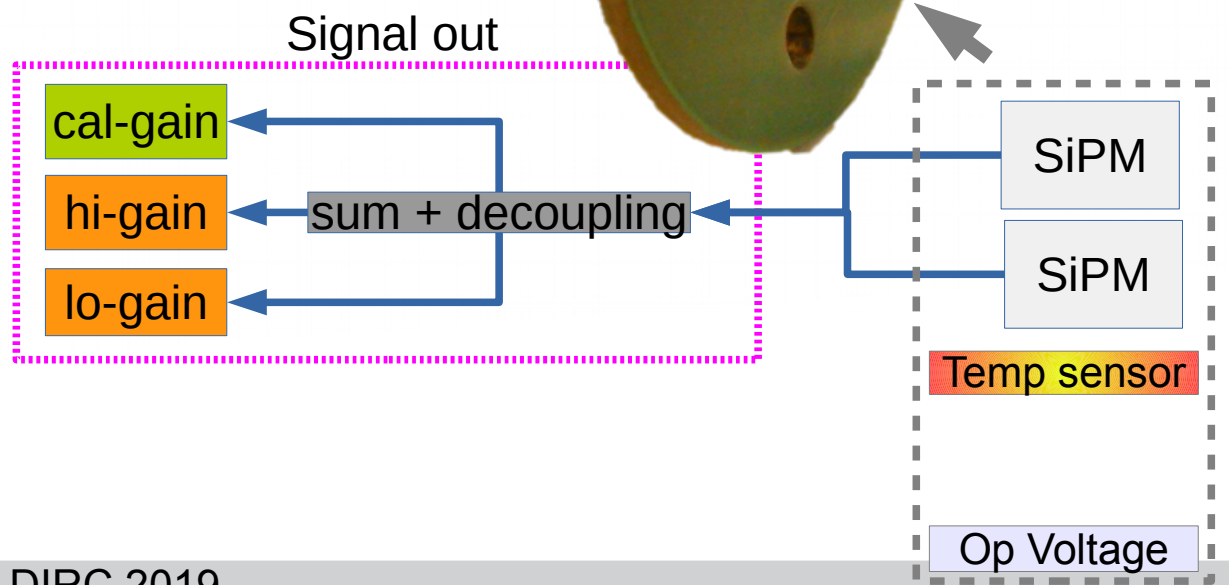 Signal out
cal-gain
hi-gain
lo-gain
sum + decoupling
SiPM
SiPM
Temp sensor
Op Voltage
DIRC 2019